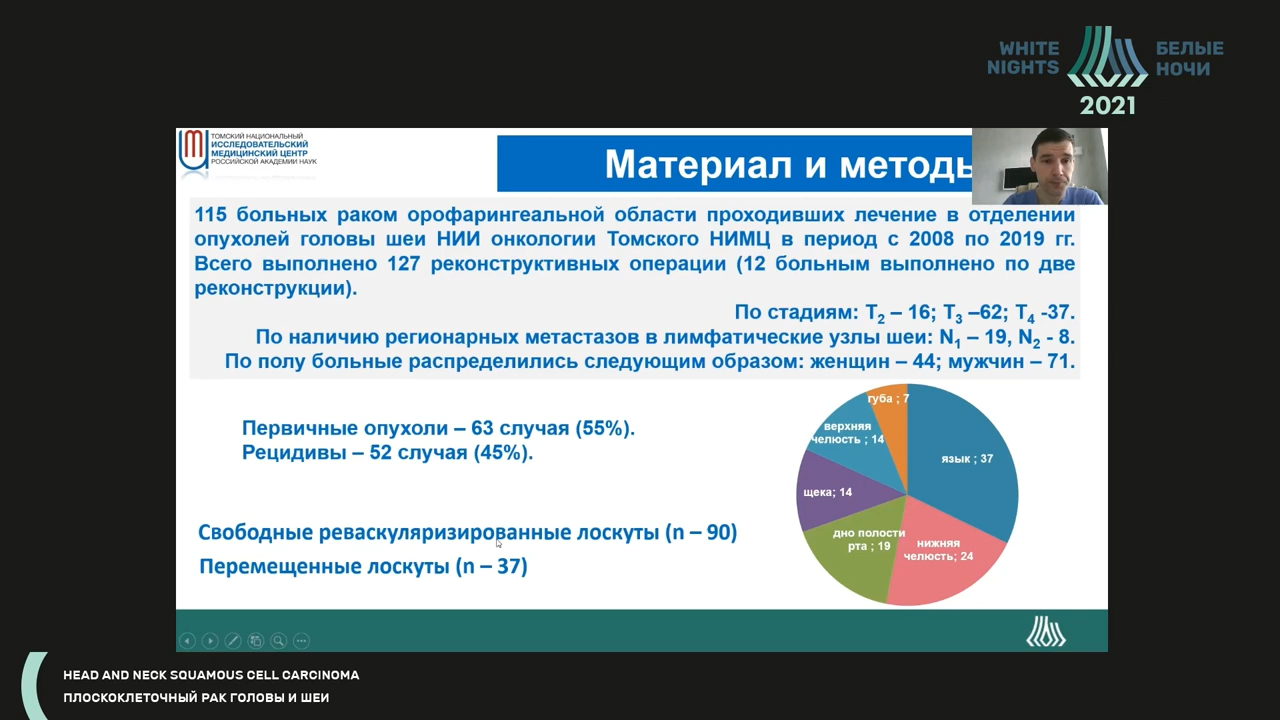 WHITE
NIGHTS
БЕЛЫЕ
НОЧИ
2021
ТОМСКИЙ НАЦИОНАЛЬНЫЙ
ИССЛЕДОВАТЕЛЬСКИЙ
МЕДИЦИНСКИЙ ЦЕНТР
РОССИЙСКОЙ АКАДЕМИИ НАУК
Материал и методы
115 больных раком орофарингеальной области проходивших лечение в отделении
опухолей головы шеи НИИ онкологии Томского НИМЦ в период с 2008 по 2019 гг.
Всего выполнено 127 реконструктивных операции (12 больным выполнено по две
реконструкции).
По стадиям: T2 – 16; T3 –62; T4 -37.
По наличию регионарных метастазов в лимфатические узлы шеи: N1 – 19, N2 - 8.
По полу больные распределились следующим образом: женщин – 44; мужчин – 71.
Первичные опухоли – 63 случая (55%).
Рецидивы – 52 случая (45%).
Свободные реваскуляризированные лоскуты (n – 90)
Перемещенные лоскуты (n – 37)
губа ; 7
верхняя
челюсть ; 14
язык ; 37
щека; 14
дно полости
рта ; 19
нижняя
челюсть; 24
HEAD AND NECK SQUAMOUS CELL CARCINOMA
ПЛОСКОКЛЕТОЧНЫЙ РАК ГОЛОВЫ И ШЕИ